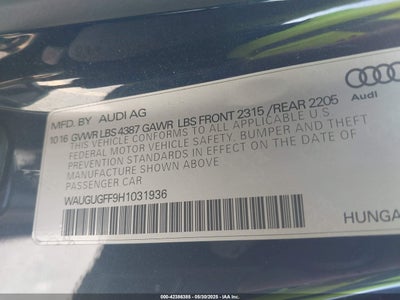 MFD. BY AUDI AG
10 16 GVWR LBS 4387 GAWR LBS FRONT 2315 /REAR 2205
THIS VEHICLE CONFORMS TO ALL APPLICABLE U.S
FEDERAL MOTOR VEHICLE SAFETY, BUMPER AND THEFT
PREVENTION STANDARDS IN EFFECT ON THE DATE OF
MANUFACTURE SHOWN ABOVE.
PASSENGER CAR
WAUGUGFF9H1031936
Audi
HUNGA
000-42388385 - (05/30/2025) - (IAA)